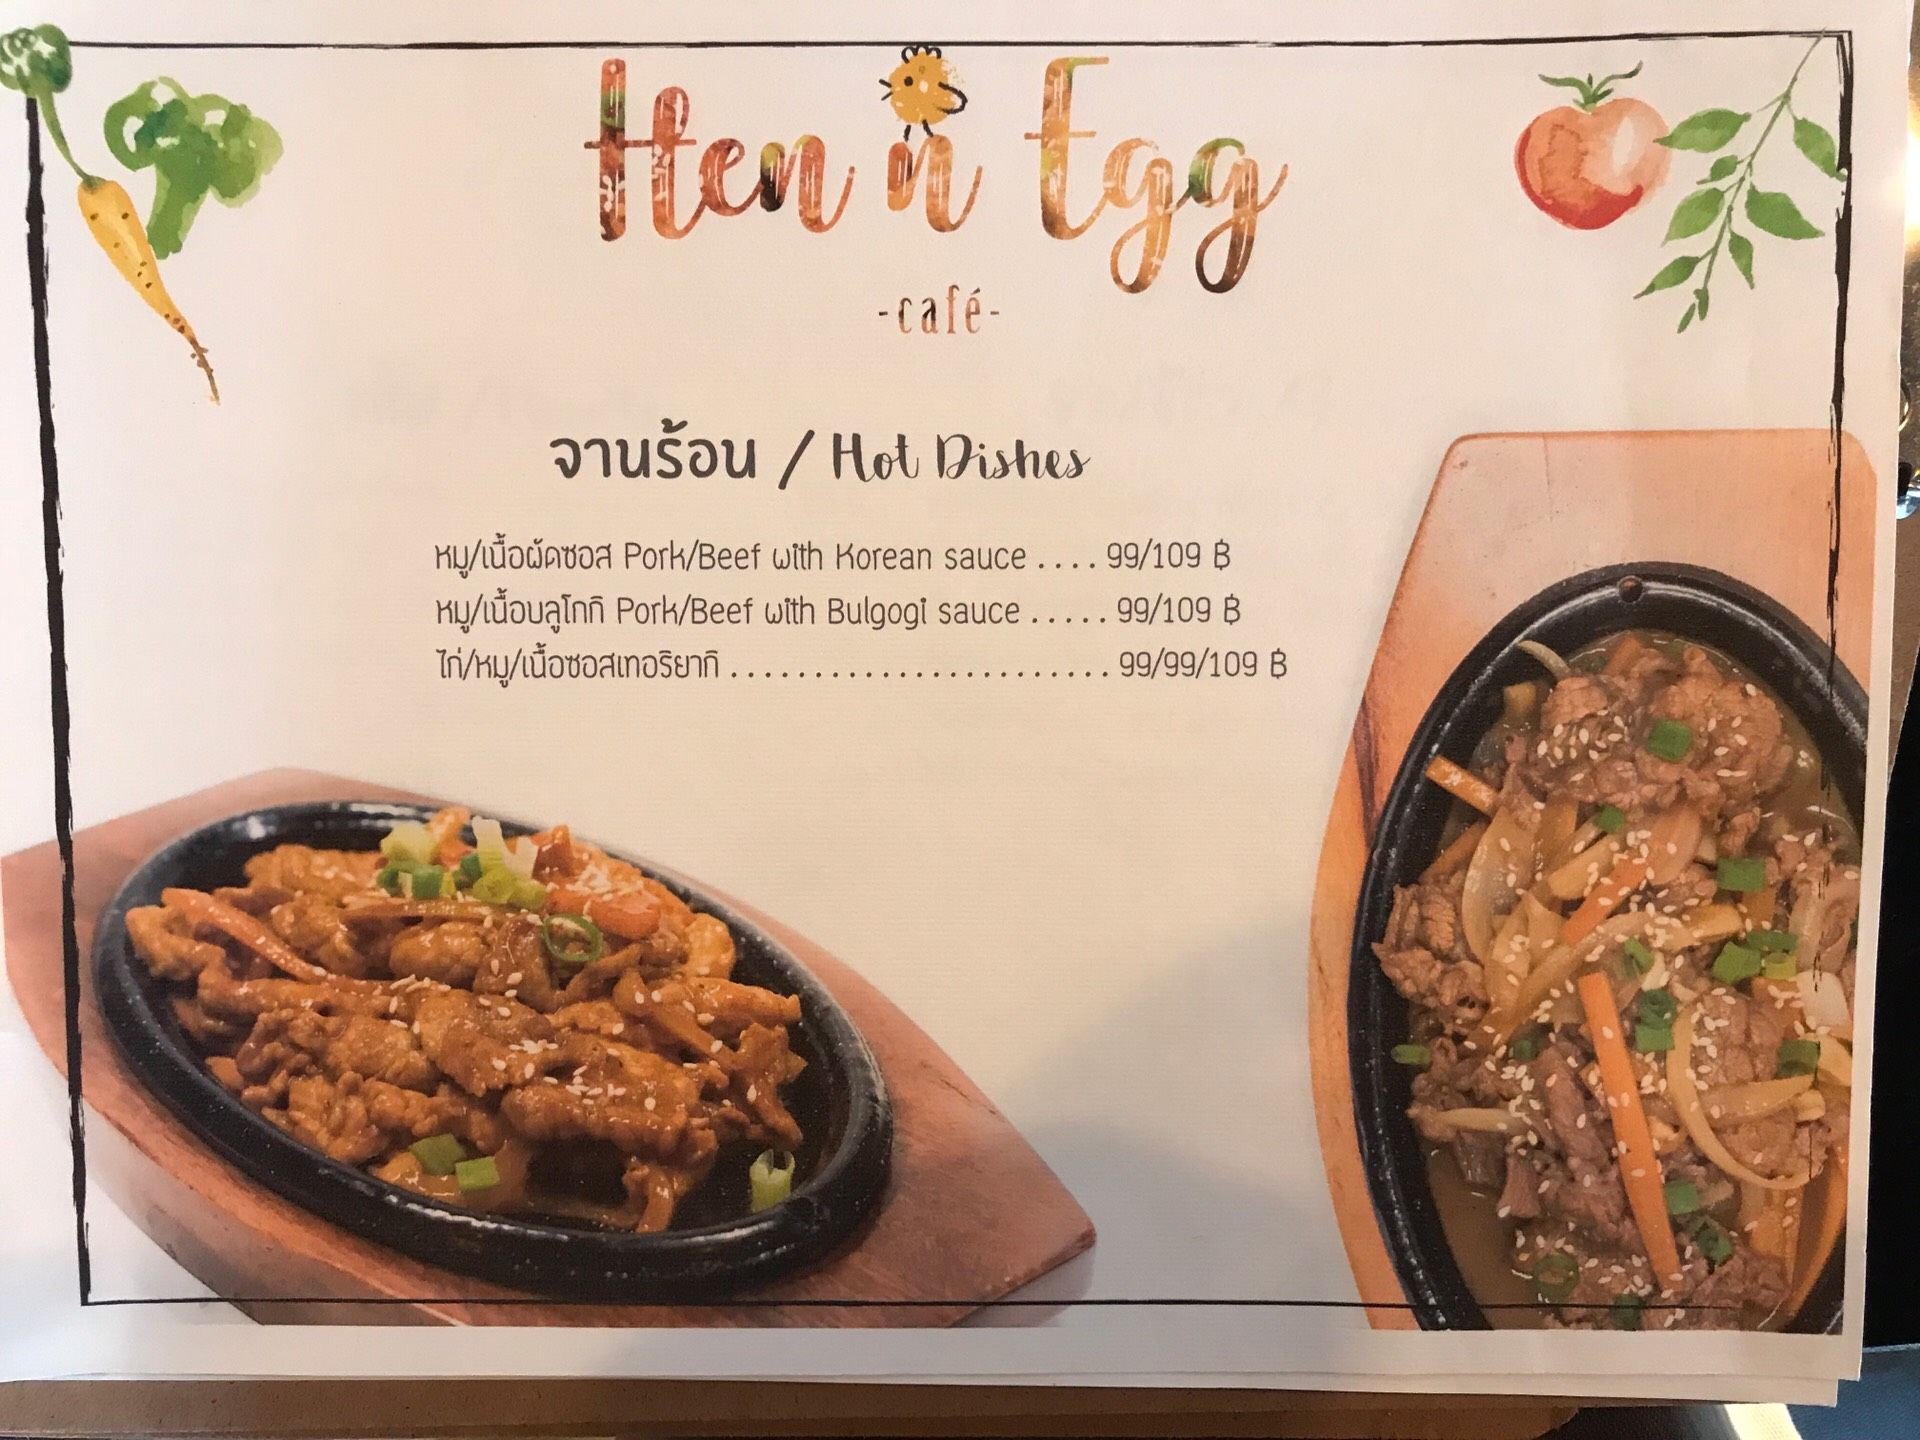 Hen n Egg
-café-
จานร้อน / Hot Dishes
หมู/เนื้อผัดซอส Pork/Beef with Korean sauce .... 99/109 ฿
หมู/เนื้อบลูโกกิ Pork/Beef with Bulgogi sauce ..... 99/109 ฿
ไก่/หมู/เนื้อซอสเทอริยากิ ....................... 99/99/109 ฿